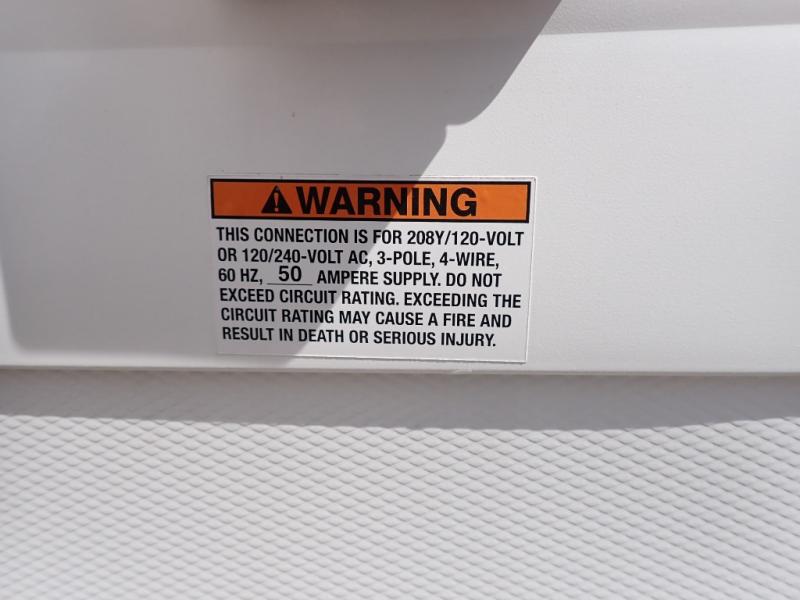 WARNING
THIS CONNECTION IS FOR 208Y/120-VOLT
OR 120/240-VOLT AC, 3-POLE, 4-WIRE,
60 HZ, 50 AMPERE SUPPLY. DO NOT
EXCEED CIRCUIT RATING. EXCEEDING THE
CIRCUIT RATING MAY CAUSE A FIRE AND
RESULT IN DEATH OR SERIOUS INJURY.